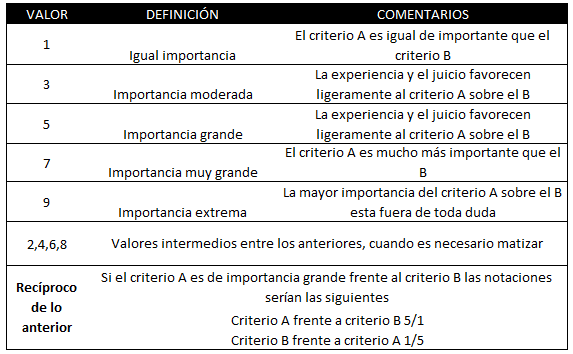 VALOR DEFINICIÓN COMENTARIOS
1 Igual importancia El criterio A es igual de importante que el
criterio B
3 Importancia moderada La experiencia y el juicio favorecen
ligeramente al criterio A sobre el B
5 Importancia grande La experiencia y el juicio favorecen
ligeramente al criterio A sobre el B
7 Importancia muy grande El criterio A es mucho más importante que el
B
9 Importancia extrema La mayor importancia del criterio A sobre el B
esta fuera de toda duda
2,4,6,8 Valores intermedios entre los anteriores, cuando es necesario matizar
Recíproco
de lo
anterior
Si el criterio A es de importancia grande frente al criterio B las notaciones
serían las siguientes
Criterio A frente a criterio B 5/1
Criterio B frente a criterio A 1/5